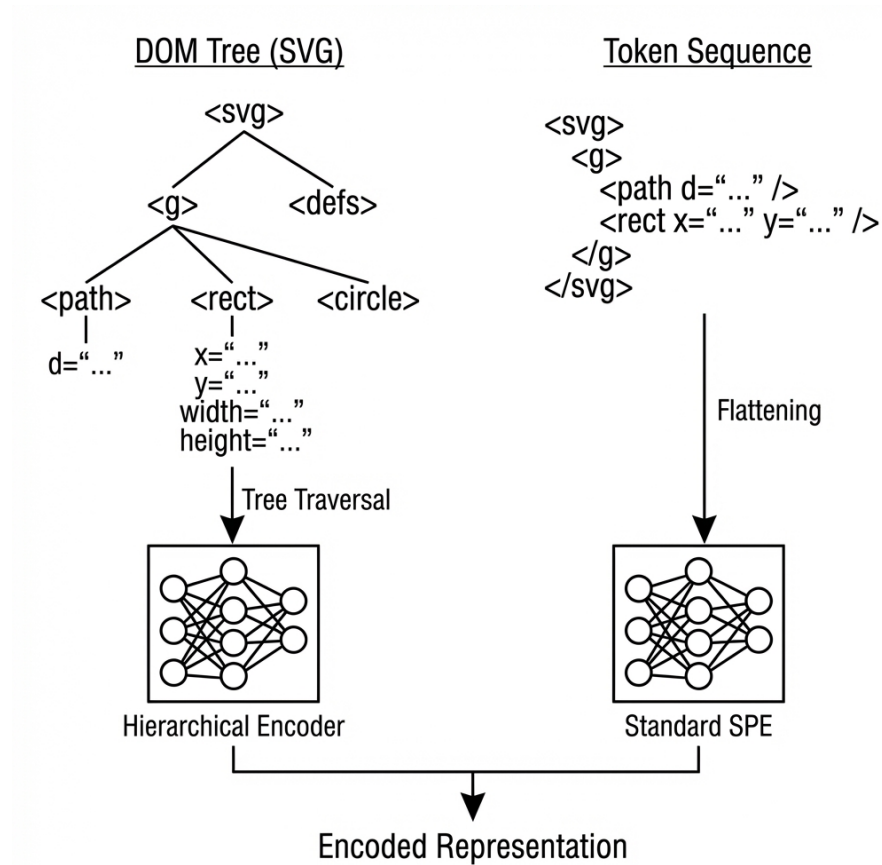 DOM Tree (SVG)
<svg>
<g> <defs>
<path> <rect> <circle>
d=“...”
x=“...”
y=“...”
width=“...”
height=“...”
Tree Traversal
Hierarchical Encoder
Token Sequence
<svg>
<g>
<path d=“...” />
<rect x=“...” y=“...” />
</g>
</svg>
Flattening
Standard SPE
Encoded Representation